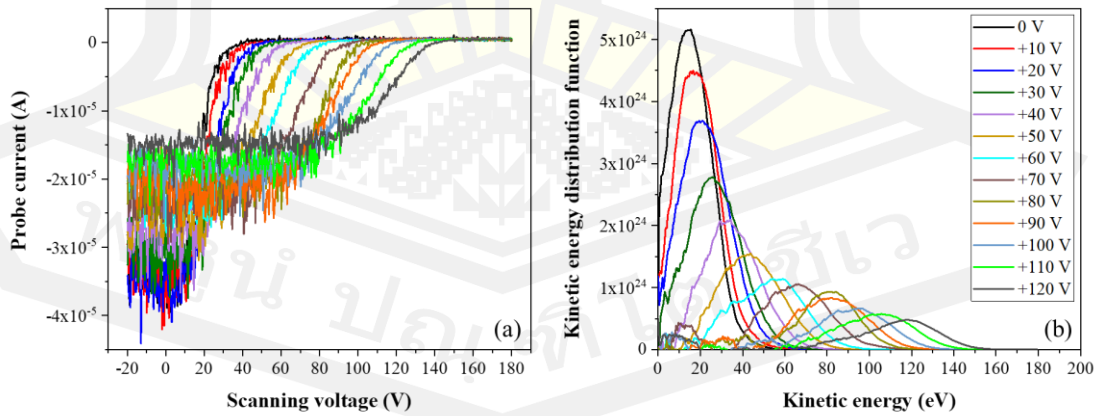 0
-1x10⁻⁵
-2x10⁻⁵
-3x10⁻⁵
-4x10⁻⁵
Probe current (A)
-20 0 20 40 60 80 100 120 140 160 180
Scanning voltage (V)
(a)
5x10²⁴
4x10²⁴
3x10²⁴
2x10²⁴
1x10²⁴
0
Kinetic energy distribution function
0 20 40 60 80 100 120 140 160 180 200
Kinetic energy (eV)
(b)
0 V
+10 V
+20 V
+30 V
+40 V
+50 V
+60 V
+70 V
+80 V
+90 V
+100 V
+110 V
+120 V